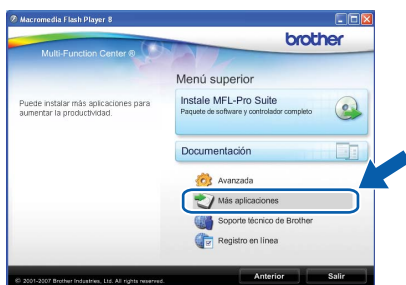 Macromedia Flash Player 8
brother
Multi-Function Center ®
Menú superior
Puede instalar más aplicaciones para
aumentar la productividad.
Instale MFL-Pro Suite
Paquete de software y controlador completo
Documentación
Avanzada
Más aplicaciones
Soporte técnico de Brother
Registro en línea
© 2001-2007 Brother Industries, Ltd. All rights reserved.
Anterior
Salir